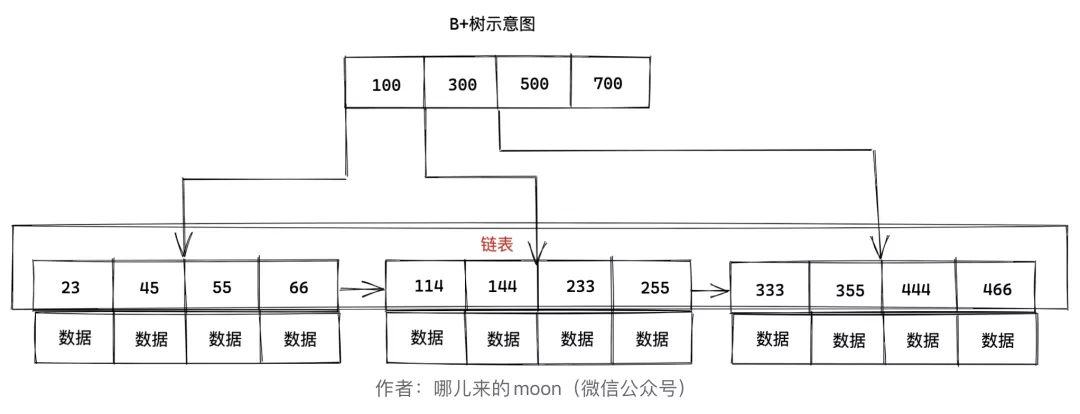 B+树示意图
100 300 500 700
链表
23 45 55 66 114 144 233 255 333 355 444 466
数据 数据 数据 数据 数据 数据 数据 数据 数据 数据 数据 数据
作者：哪儿来的moon（微信公众号）